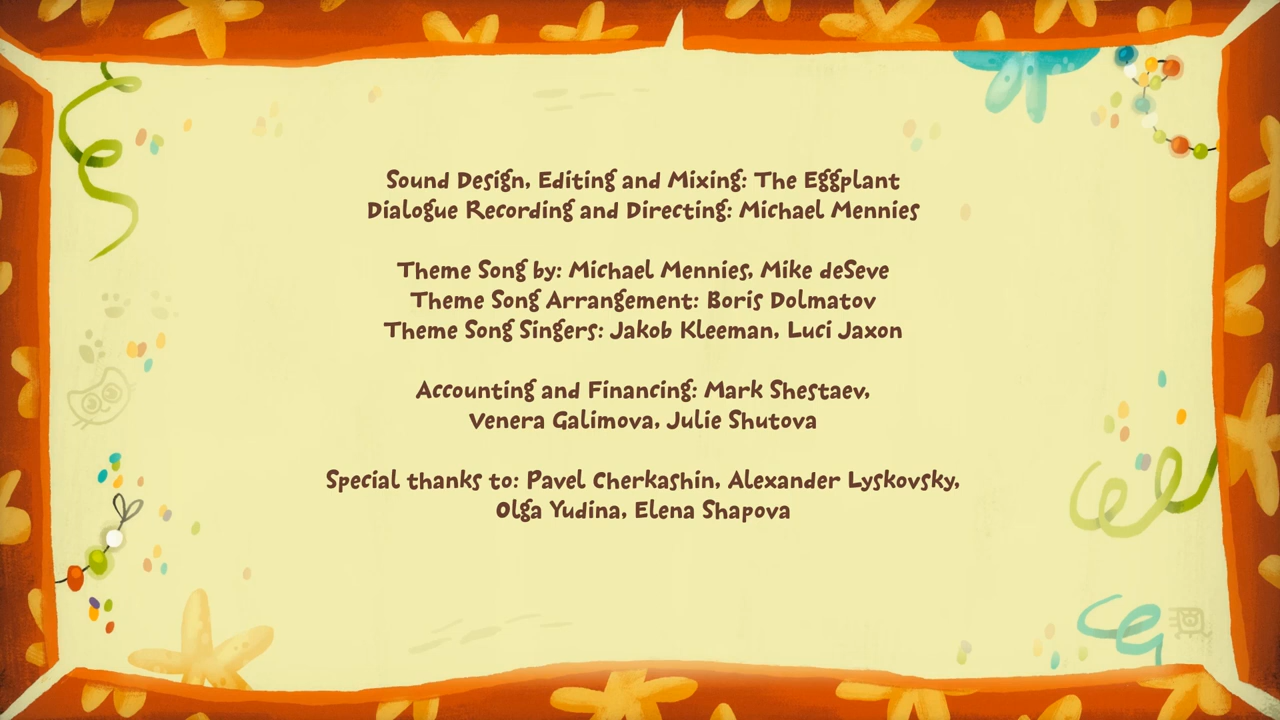 Sound Design, Editing and Mixing: The Eggplant
Dialogue Recording and Directing: Michael Mennies
Theme Song by: Michael Mennies, Mike deSeve
Theme Song Arrangement: Boris Dolmatov
Theme Song Singers: Jakob Kleeman, Luci Jaxon
Accounting and Financing: Mark Shestaev,
Venera Galimova, Julie Shutova
Special thanks to: Pavel Cherkashin, Alexander Lyskovsky,
Olga Yudina, Elena Shapova